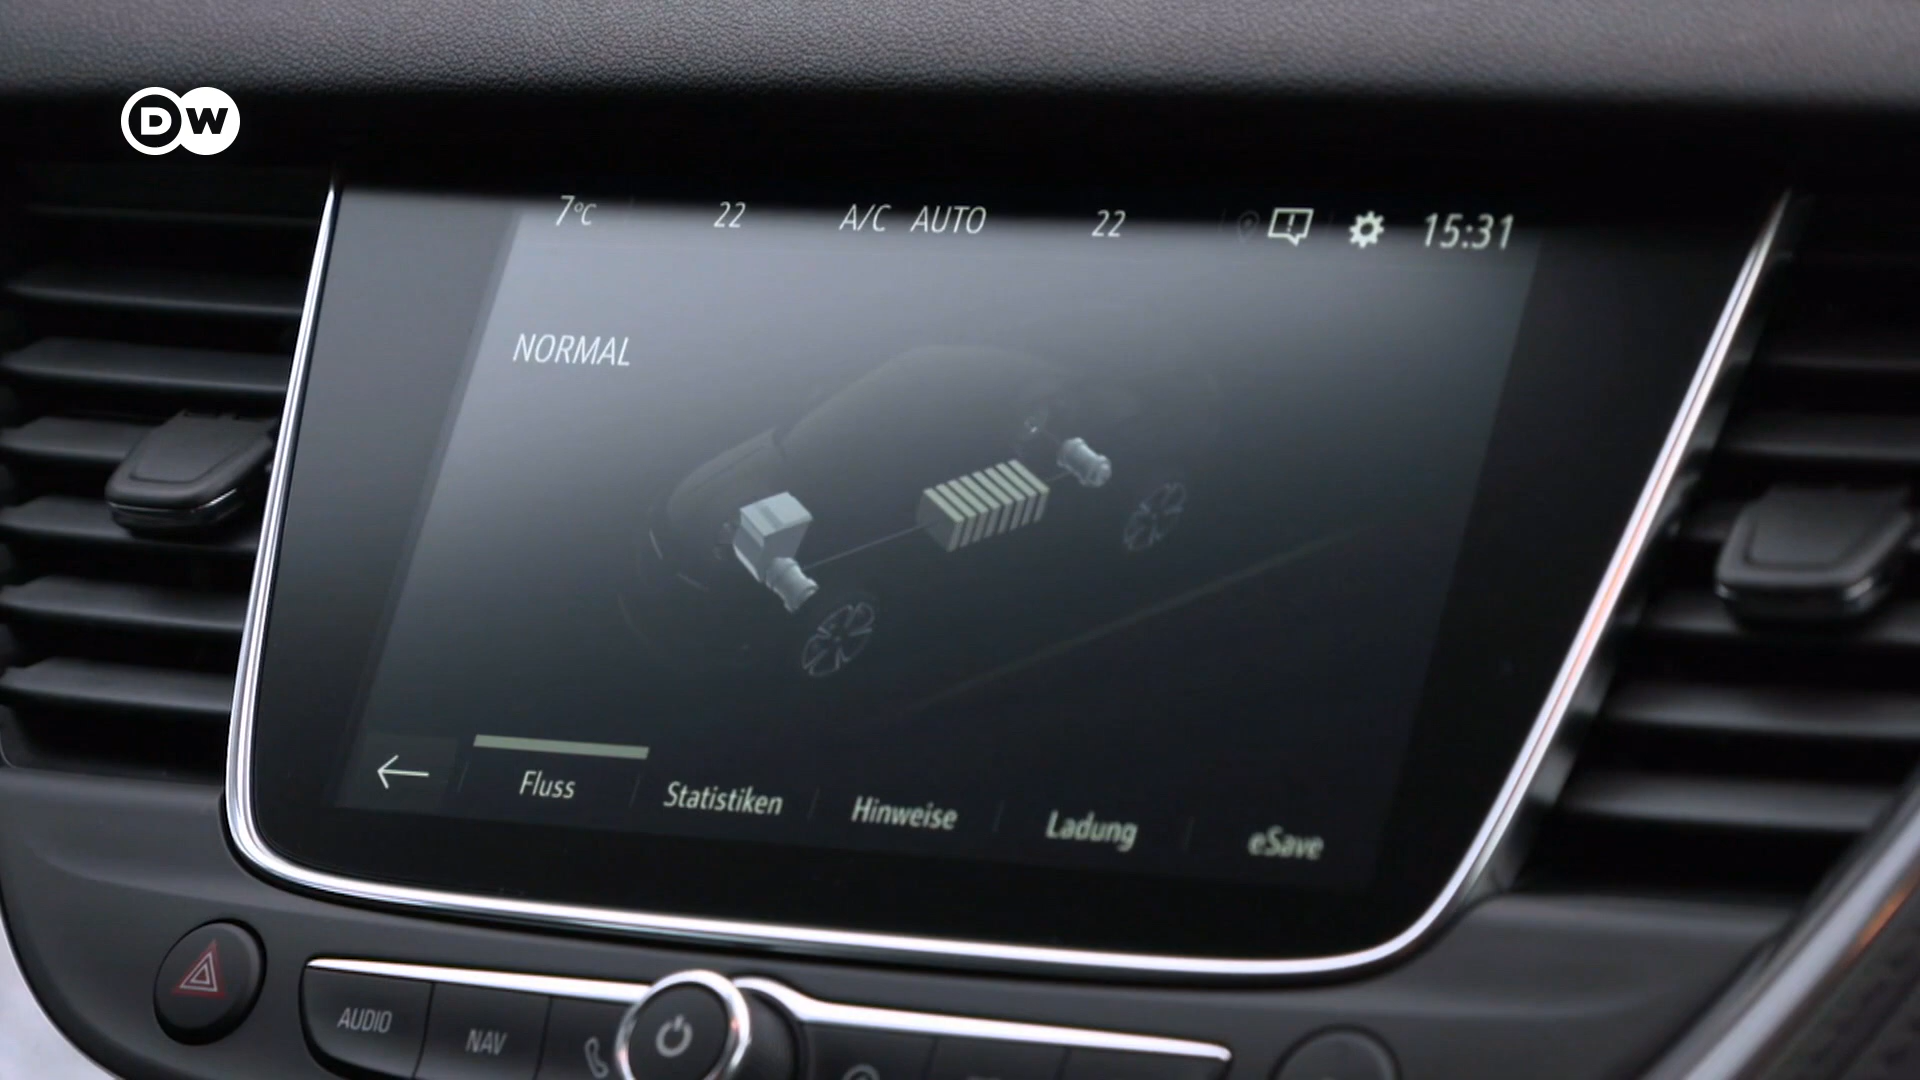 DW
7°C 22 A/C AUTO 22 15:31
NORMAL
Fluss Statistiken Hinweise Ladung eSave
AUDIO NAV